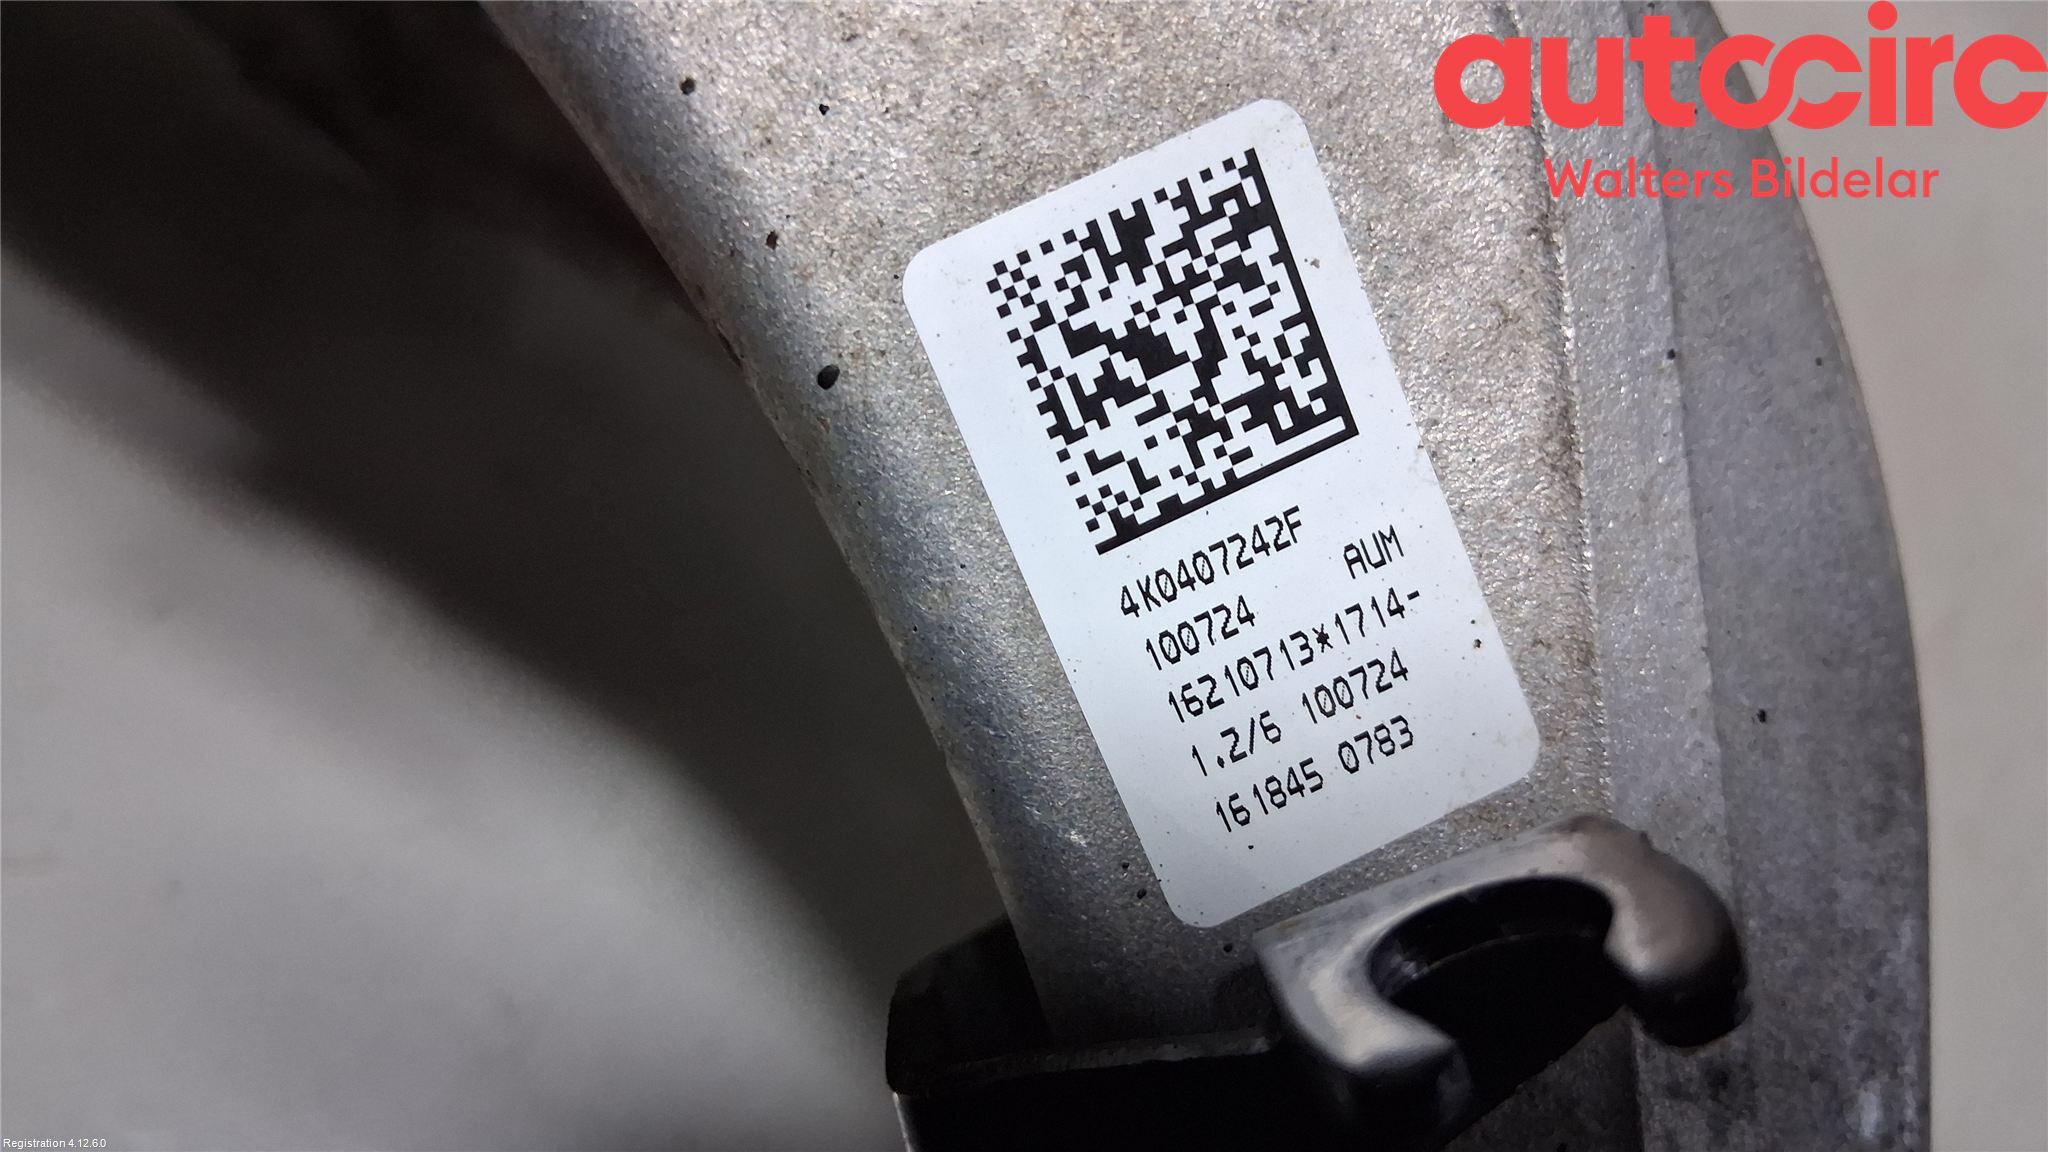 autocirc
Walters Bildelar
4K0407242F
100724 AUM
16210713*1714-
1.2/6 100724
161845 0783
Registration 4.12.6.0